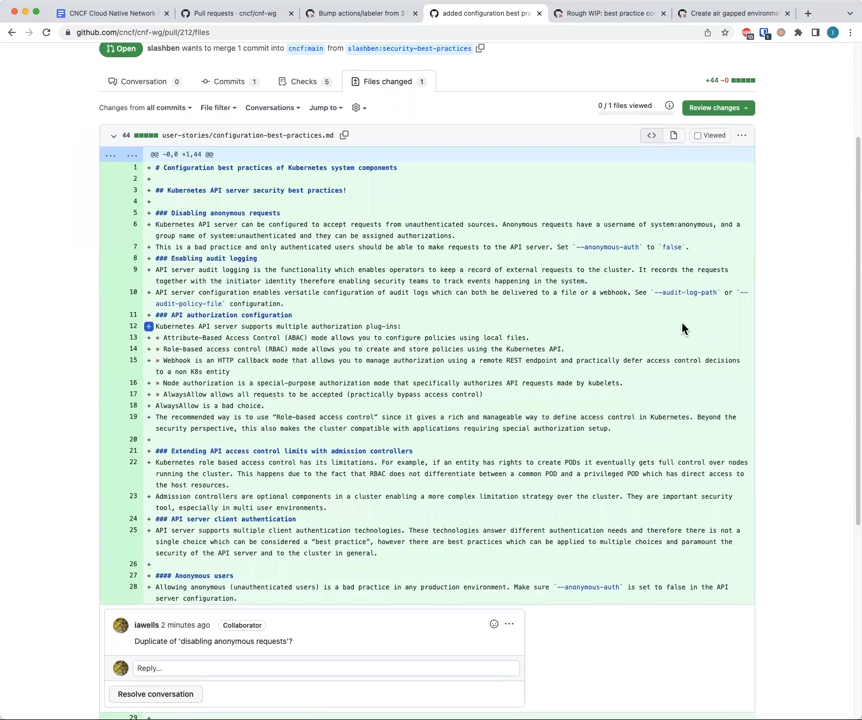 CNCF Cloud Native Network
Pull requests · cncf/cnf-wg
Bump actions/labeler from 3
added configuration best pra
Rough WIP: best practice co
Create air gapped environme
github.com/cncf/cnf-wg/pull/212/files
Open slashben wants to merge 1 commit into cncf:main from slashben:security-best-practices
Conversation 0 Commits 1 Checks 5 Files changed 1 +44 −0
Changes from all commits File filter Conversations Jump to 0 / 1 files viewed Review changes
44 user-stories/configuration-best-practices.md Viewed
... ... @@ -0,0 +1,44 @@
1 + # Configuration best practices of Kubernetes system components
2 +
3 + ## Kubernetes API server security best practices!
4 +
5 + ### Disabling anonymous requests
6 + Kubernetes API server can be configured to accept requests from unauthenticated sources. Anonymous requests have a username of system:anonymous, and a
group name of system:unauthenticated and they can be assigned authorizations.
7 + This is a bad practice and only authenticated users should be able to make requests to the API server. Set `--anonymous-auth` to `false`.
8 + ### Enabling audit logging
9 + API server audit logging is the functionality which enables operators to keep a record of external requests to the cluster. It records the requests
together with the initiator identity therefore enabling security teams to track events happening in the system.
10 + API server configuration enables versatile configuration of audit logs which can both be delivered to a file or a webhook. See `--audit-log-path` or `--
audit-policy-file` configuration.
11 + ### API authorization configuration
12 + Kubernetes API server supports multiple authorization plug-ins:
13 + * Attribute-Based Access Control (ABAC) mode allows you to configure policies using local files.
14 + * Role-based access control (RBAC) mode allows you to create and store policies using the Kubernetes API.
15 + * Webhook is an HTTP callback mode that allows you to manage authorization using a remote REST endpoint and practically defer access control decisions
to a non K8s entity
16 + * Node authorization is a special-purpose authorization mode that specifically authorizes API requests made by kubelets.
17 + * AlwaysAllow allows all requests to be accepted (practically bypass access control)
18 + AlwaysAllow is a bad choice.
19 + The recommended way is to use “Role-based access control” since it gives a rich and manageable way to define access control in Kubernetes. Beyond the
security perspective, this also makes the cluster compatible with applications requiring special authorization setup.
20 +
21 + ### Extending API access control limits with admission controllers
22 + Kubernetes role based access control has its limitations. For example, if an entity has rights to create PODs it eventually gets full control over nodes
running the cluster. This happens due to the fact that RBAC does not differentiate between a common POD and a privileged POD which has direct access to
the host resources.
23 + Admission controllers are optional components in a cluster enabling a more complex limitation strategy over the cluster. They are important security
tool, especially in multi user environments.
24 + ### API server client authentication
25 + API server supports multiple client authentication technologies. These technologies answer different authentication needs and therefore there is not a
single choice which can be considered a “best practice”, however there are best practices which can be applied to multiple choices and paramount the
security of the API server and to the cluster in general.
26 +
27 + #### Anonymous users
28 + Allowing anonymous (unauthenticated users) is a bad practice in any production environment. Make sure `--anonymous-auth` is set to false in the API
server configuration.
iawells 2 minutes ago Collaborator
Duplicate of 'disabling anonymous requests'?
Reply...
Resolve conversation
29 +